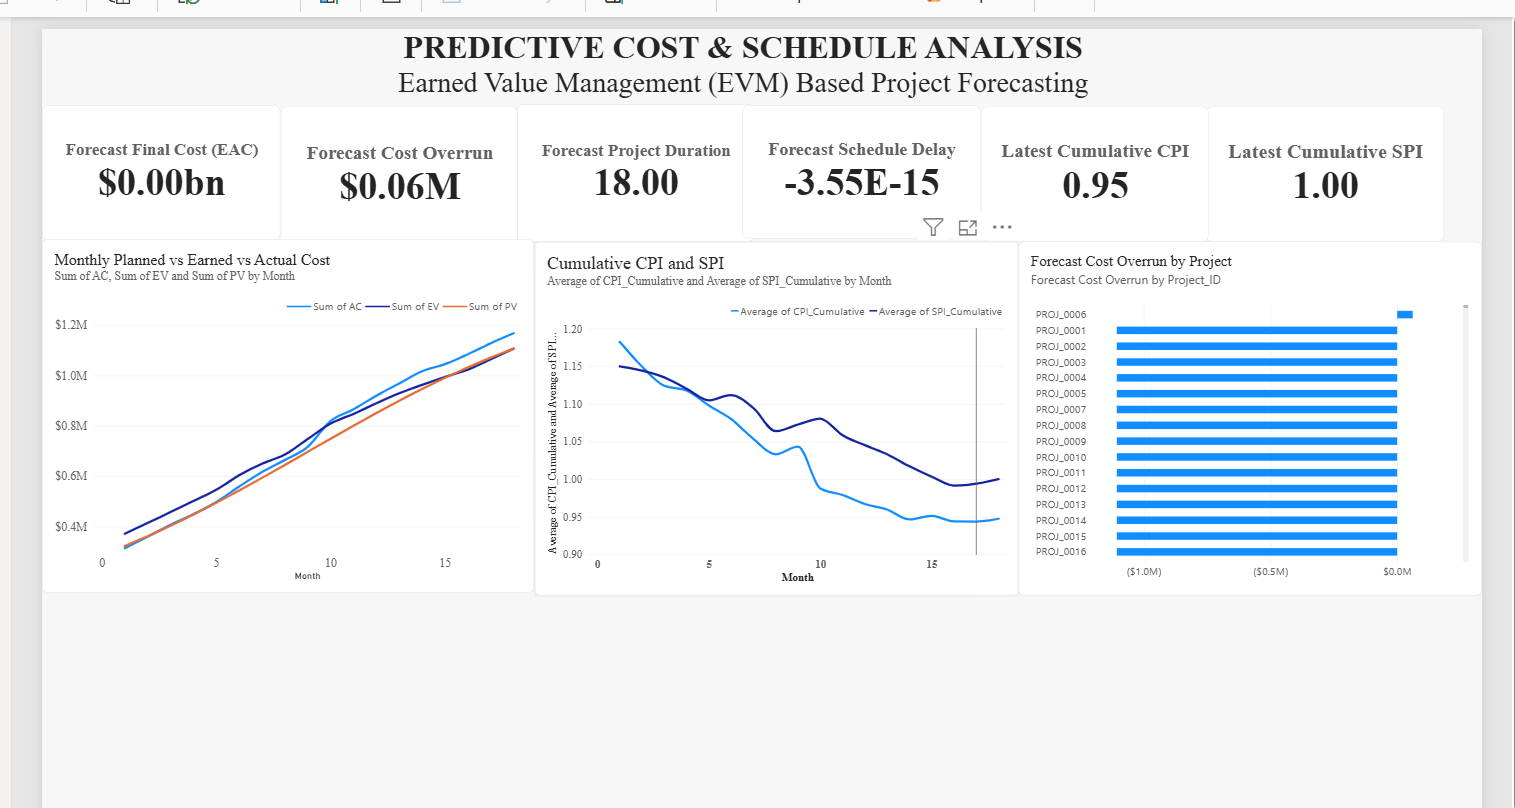 PREDICTIVE COST & SCHEDULE ANALYSIS
Earned Value Management (EVM) Based Project Forecasting
Forecast Final Cost (EAC)
$0.00bn
Forecast Cost Overrun
$0.06M
Forecast Project Duration
18.00
Forecast Schedule Delay
-3.55E-15
Latest Cumulative CPI
0.95
Latest Cumulative SPI
1.00
Monthly Planned vs Earned vs Actual Cost
Sum of AC, Sum of EV and Sum of PV by Month
Sum of AC Sum of EV Sum of PV
$1.2M
$1.0M
$0.8M
$0.6M
$0.4M
0 5 10 15
Month
Cumulative CPI and SPI
Average of CPI_Cumulative and Average of SPI_Cumulative by Month
Average of CPI_Cumulative Average of SPI_Cumulative
Average of CPI_Cumulative and Average of SPI...
1.20
1.15
1.10
1.05
1.00
0.95
0.90
0 5 10 15
Month
Forecast Cost Overrun by Project
Forecast Cost Overrun by Project_ID
PROJ_0006
PROJ_0001
PROJ_0002
PROJ_0003
PROJ_0004
PROJ_0005
PROJ_0007
PROJ_0008
PROJ_0009
PROJ_0010
PROJ_0011
PROJ_0012
PROJ_0013
PROJ_0014
PROJ_0015
PROJ_0016
($1.0M) ($0.5M) $0.0M